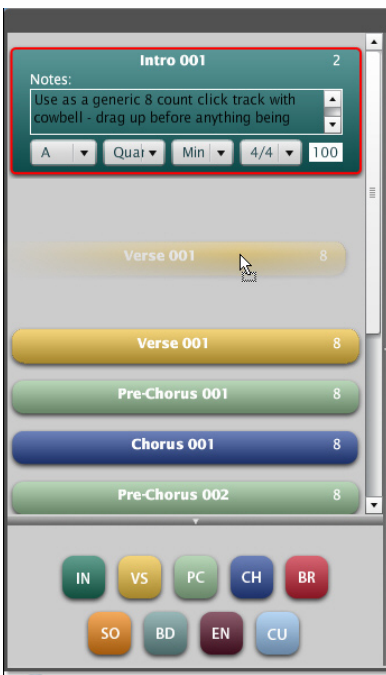 Intro 001 2
Notes:
Use as a generic 8 count click track with
cowbell - drag up before anything being
A Quar Min 4/4 100
Verse 001 8
Verse 001 8
Pre-Chorus 001 8
Chorus 001 8
Pre-Chorus 002 8
IN VS PC CH BR
SO BD EN CU